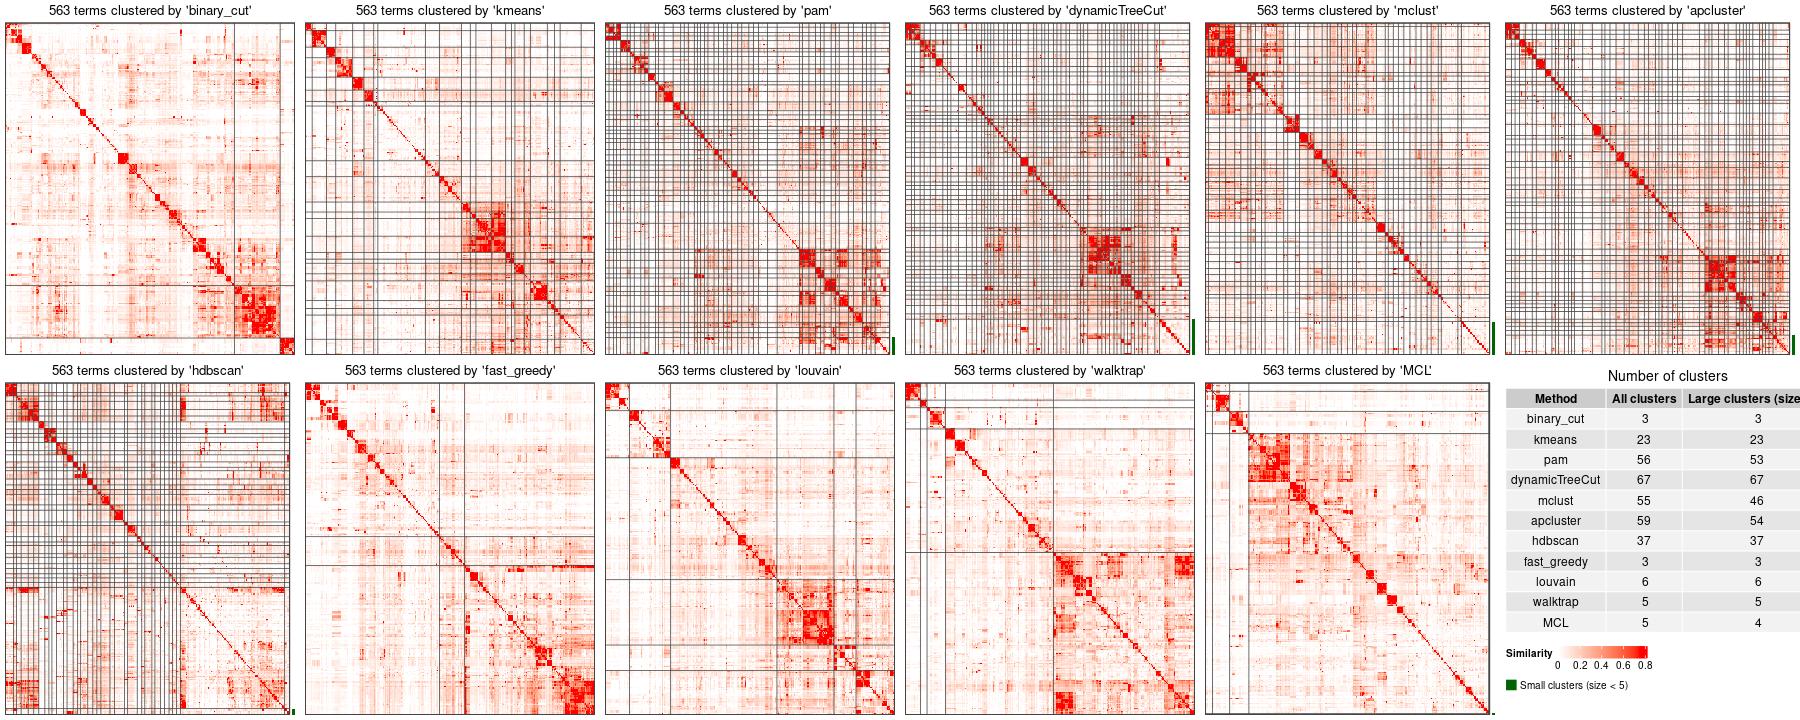 563 terms clustered by 'binary_cut'
563 terms clustered by 'kmeans'
563 terms clustered by 'pam'
563 terms clustered by 'dynamicTreeCut'
563 terms clustered by 'mclust'
563 terms clustered by 'apcluster'
563 terms clustered by 'hdbscan'
563 terms clustered by 'fast_greedy'
563 terms clustered by 'louvain'
563 terms clustered by 'walktrap'
563 terms clustered by 'MCL'
Number of clusters
Method All clusters Large clusters (size
binary_cut 3 3
kmeans 23 23
pam 56 53
dynamicTreeCut 67 67
mclust 55 46
apcluster 59 54
hdbscan 37 37
fast_greedy 3 3
louvain 6 6
walktrap 5 5
MCL 5 4
Similarity
0 0.2 0.4 0.6 0.8
Small clusters (size < 5)